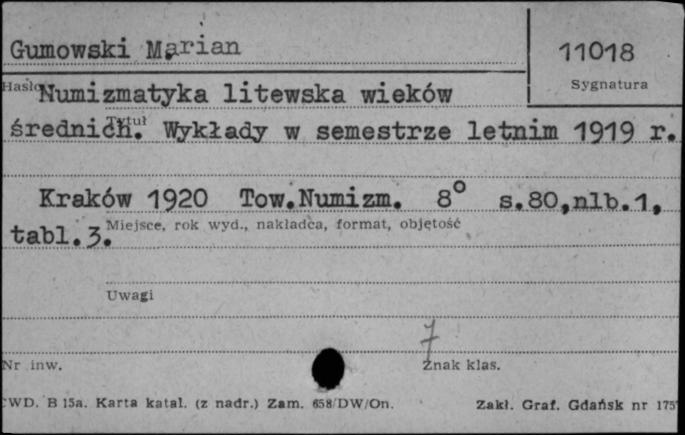 Gumowski Marian
11018
Hasło
Sygnatura
Numizmatyka litewska wieków
Tytuł
średnich. Wykłady w semestrze letnim 1919 r.
Kraków 1920 Tow.Numizm. 8° s.80,nlb.1,
tabl.3.
Miejsce, rok wyd., nakładca, format, objętość
Uwagi
7
Nr inw.
Znak klas.
CWD. B 15a. Karta katal. (z nadr.) Zam. 658/DW/On.
Zakł. Graf. Gdańsk nr 175